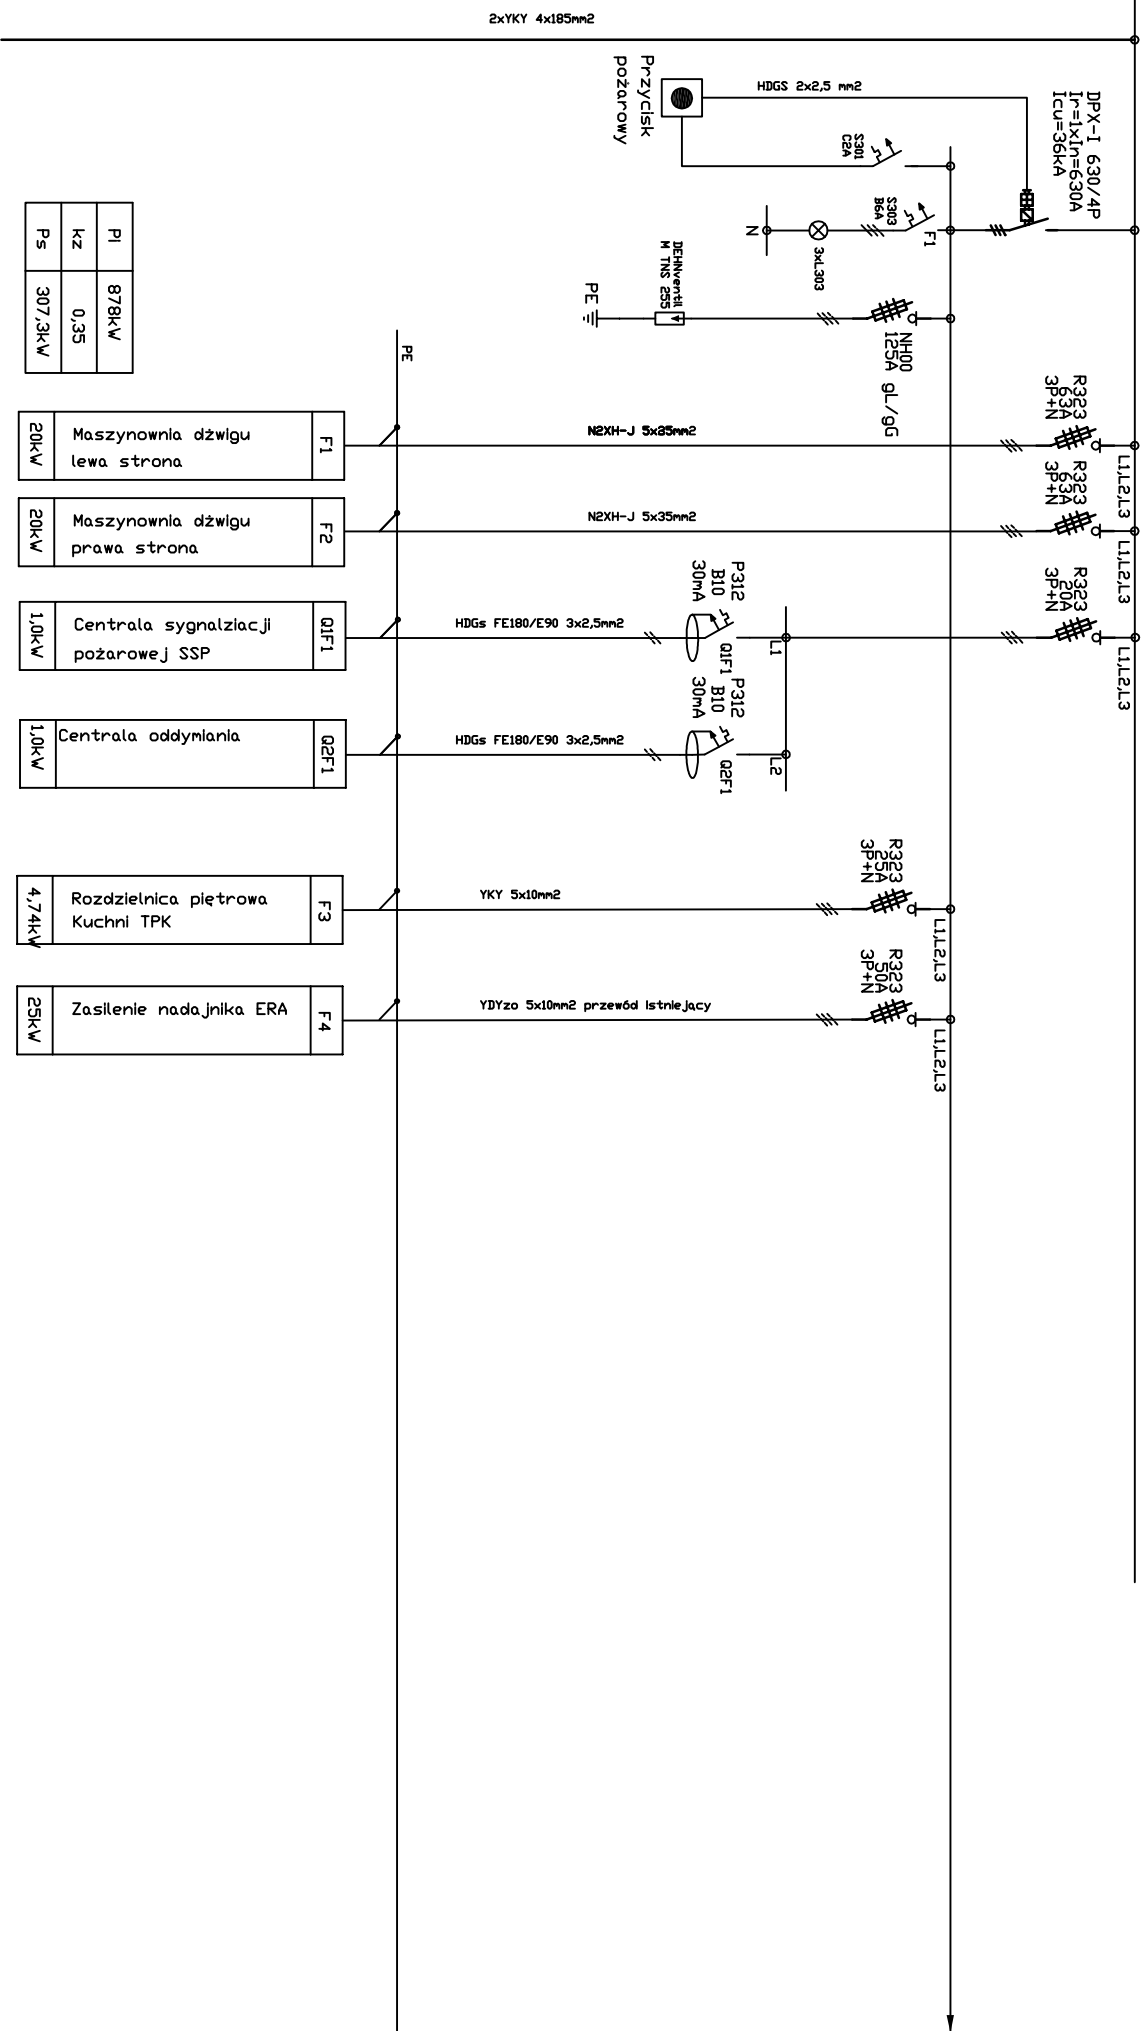 2xYKY 4x185mm2
Przycisk
pożarowy
HDGS 2x2,5 mm2
DPX-I 630/4P
Ir=1xIn=630A
Icu=36kA
S301
C2A
S303
B6A
F1
N
3xL303
DEHNventil
M TNS 255
PE
NH00
125A gL/gG
PI 878kW
kz 0,35
Ps 307,3kW
PE
R323
63A
3P+N
L1,L2,L3
N2XH-J 5x35mm2
F1
Maszynownia dźwigu
lewa strona
20kW
R323
63A
3P+N
L1,L2,L3
N2XH-J 5x35mm2
F2
Maszynownia dźwigu
prawa strona
20kW
R323
20A
3P+N
L1,L2,L3
P312
B10
30mA
Q1F1
L1
HDGs FE180/E90 3x2,5mm2
Q1F1
Centrala sygnalziacji
pożarowej SSP
1,0kW
P312
B10
30mA
Q2F1
L2
HDGs FE180/E90 3x2,5mm2
Q2F1
Centrala oddymiania
1,0kW
R323
25A
3P+N
L1,L2,L3
YKY 5x10mm2
F3
Rozdzielnica piętrowa
Kuchni TPK
4,74kW
R323
50A
3P+N
L1,L2,L3
YDYżo 5x10mm2 przewód istniejący
F4
Zasilenie nadajnika ERA
25kW